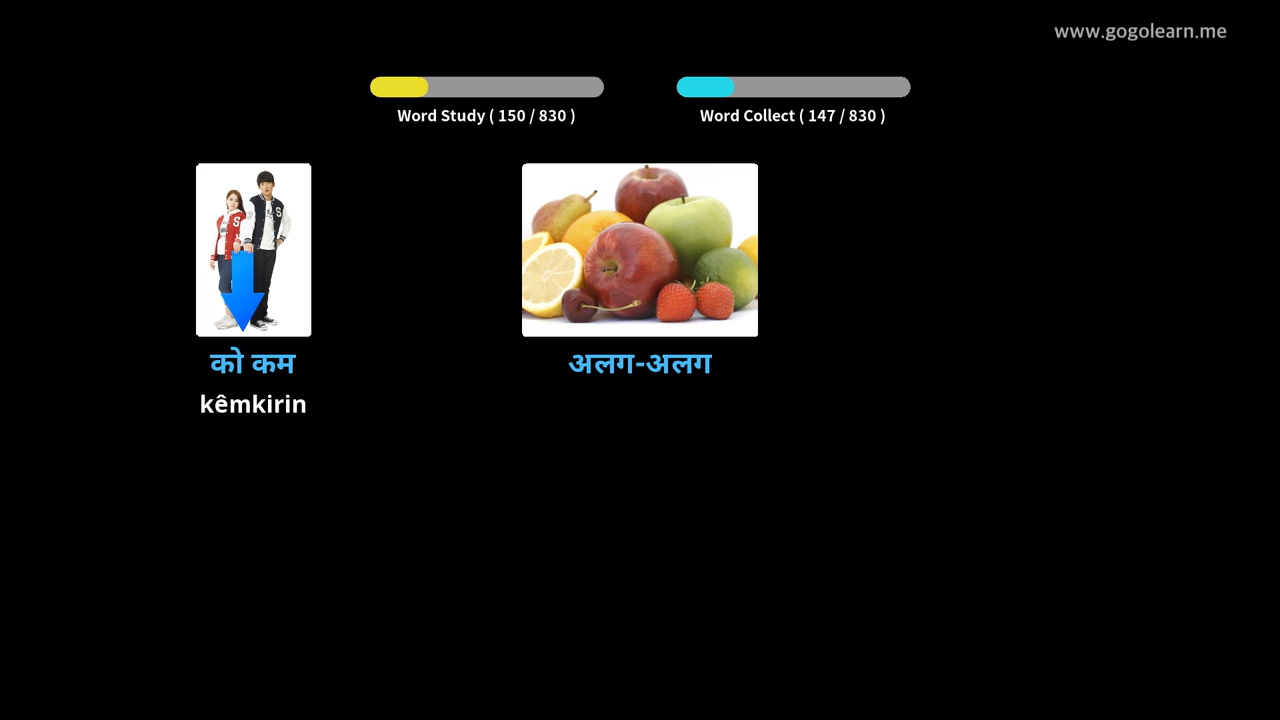 www.gogolearn.me
Word Study ( 150 / 830 )
Word Collect ( 147 / 830 )
को कम
kêmkirin
अलग-अलग